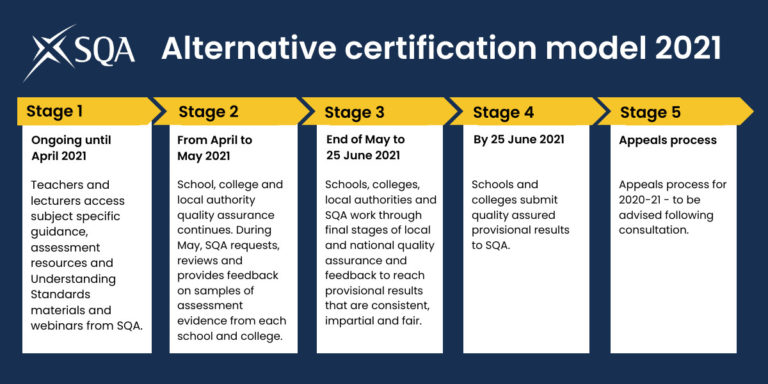 SQA
Alternative certification model 2021
Stage 1
Ongoing until
April 2021
Teachers and
lecturers access
subject specific
guidance,
assessment
resources and
Understanding
Standards
materials and
webinars from SQA.
Stage 2
From April to
May 2021
School, college and
local authority
quality assurance
continues. During
May, SQA requests,
reviews and
provides feedback
on samples of
assessment
evidence from each
school and college.
Stage 3
End of May to
25 June 2021
Schools, colleges,
local authorities and
SQA work through
final stages of local
and national quality
assurance and
feedback to reach
provisional results
that are consistent,
impartial and fair.
Stage 4
By 25 June 2021
Schools and
colleges submit
quality assured
provisional results
to SQA.
Stage 5
Appeals process
Appeals process for
2020-21 - to be
advised following
consultation.